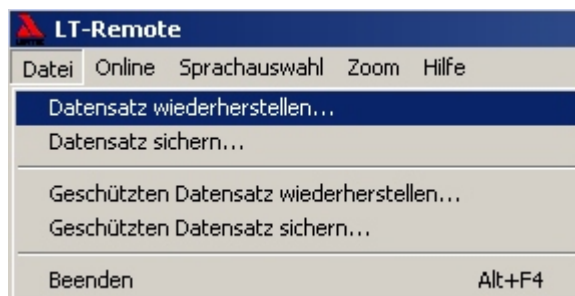 LT-Remote
Datei Online Sprachauswahl Zoom Hilfe
Datensatz wiederherstellen...
Datensatz sichern...
Geschützten Datensatz wiederherstellen...
Geschützten Datensatz sichern...
Beenden Alt+F4